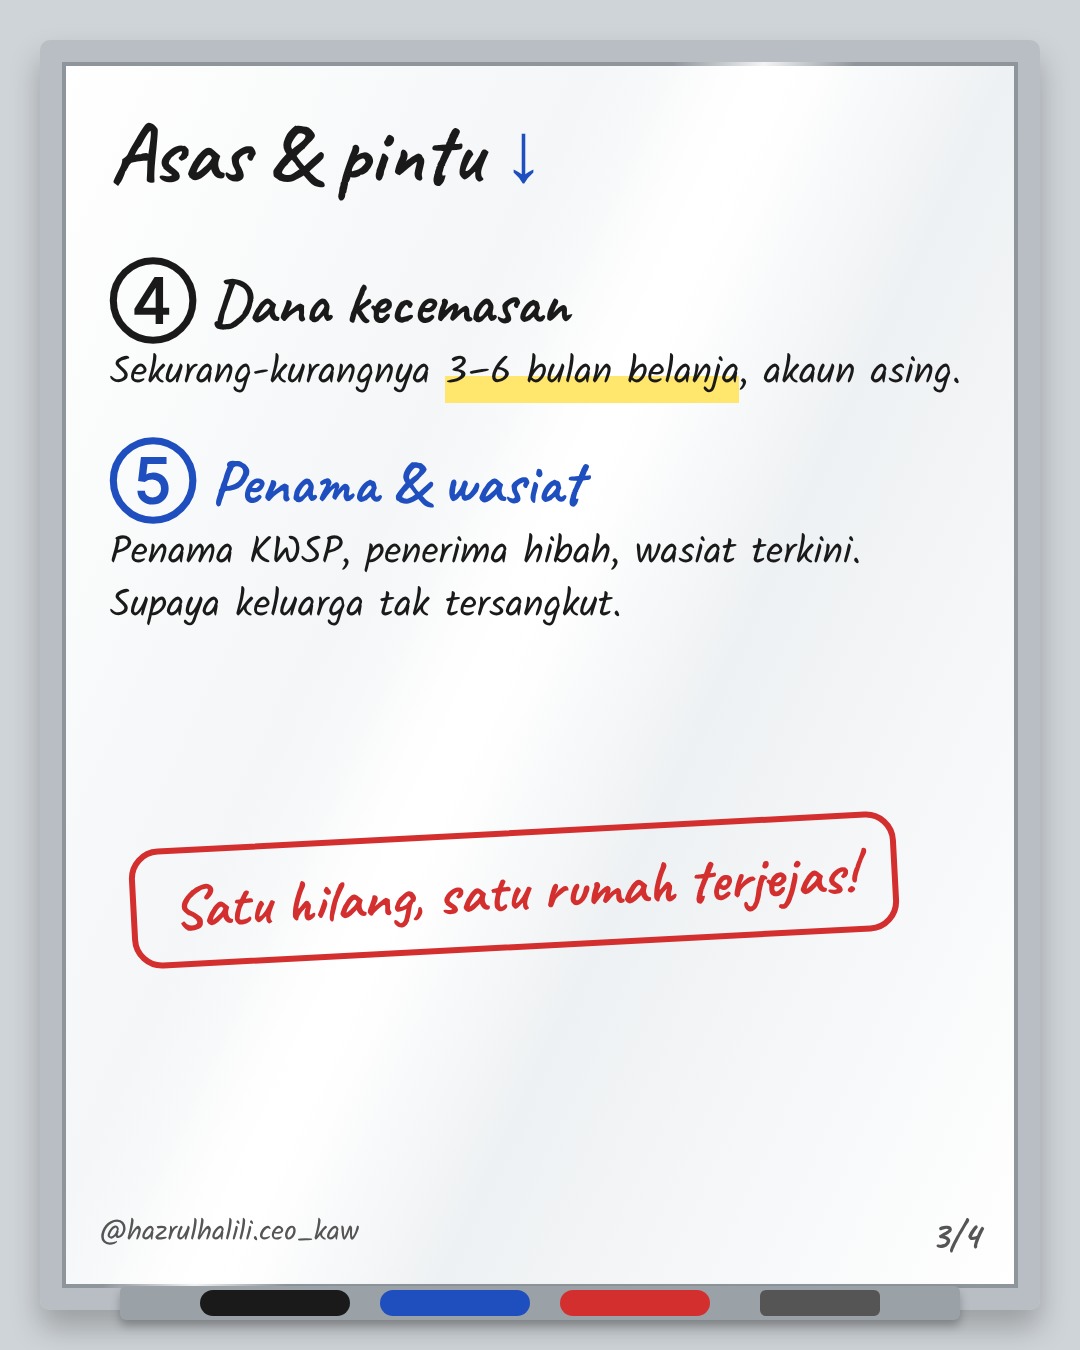 Asas & pintu ↓
④ Dana kecemasan
Sekurang-kurangnya 3–6 bulan belanja, akaun asing.
⑤ Penama & wasiat
Penama KWSP, penerima hibah, wasiat terkini.
Supaya keluarga tak tersangkut.
Satu hilang, satu rumah terjejas!
@hazrulhalili.ceo_kaw
3/4